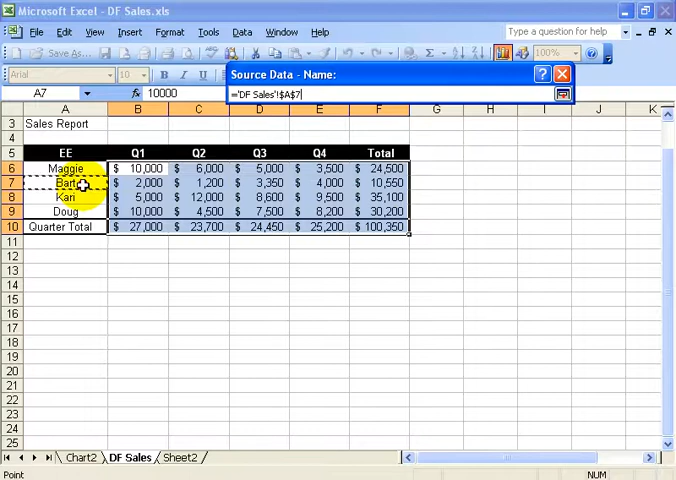 Microsoft Excel - DF Sales.xls
File Edit View Insert Format Tools Data Window Help Type a question for help
Save As... Σ 100%
Arial 10 B I U
Source Data - Name:
='DF Sales'!$A$7
A7 fx 10000
A B C D E F G H I J K
3 Sales Report
4
5 EE Q1 Q2 Q3 Q4 Total
6 Maggie $ 10,000 $ 6,000 $ 5,000 $ 3,500 $ 24,500
7 Bart $ 2,000 $ 1,200 $ 3,350 $ 4,000 $ 10,550
8 Kari $ 5,000 $ 12,000 $ 8,600 $ 9,500 $ 35,100
9 Doug $ 10,000 $ 4,500 $ 7,500 $ 8,200 $ 30,200
10 Quarter Total $ 27,000 $ 23,700 $ 24,450 $ 25,200 $ 100,350
11
12
13
14
15
16
17
18
19
20
21
22
23
24
25
Chart2 DF Sales Sheet2
Point NUM